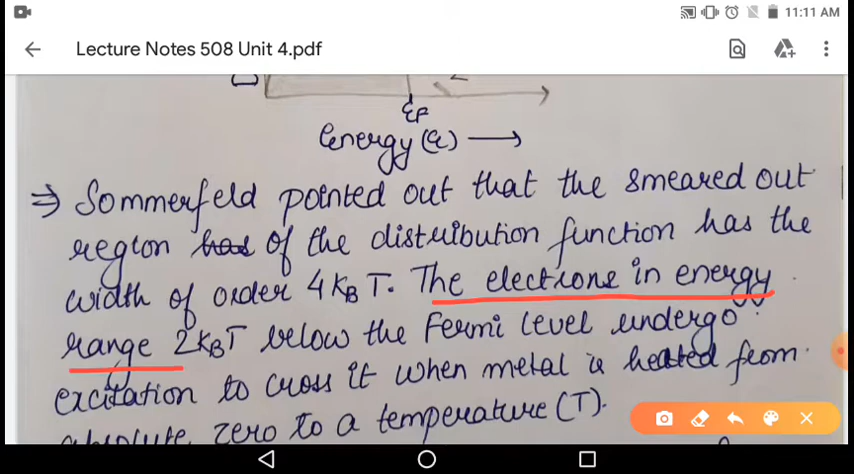 11:11 AM
Lecture Notes 508 Unit 4.pdf
εF
Energy (ε) ⟶
⇒ Sommerfeld pointed out that the smeared out
region has of the distribution function has the
width of order 4KBT. The electrons in energy
range 2KBT below the Fermi level undergo
excitation to cross it when metal is heated from
absolute zero to a temperature (T).